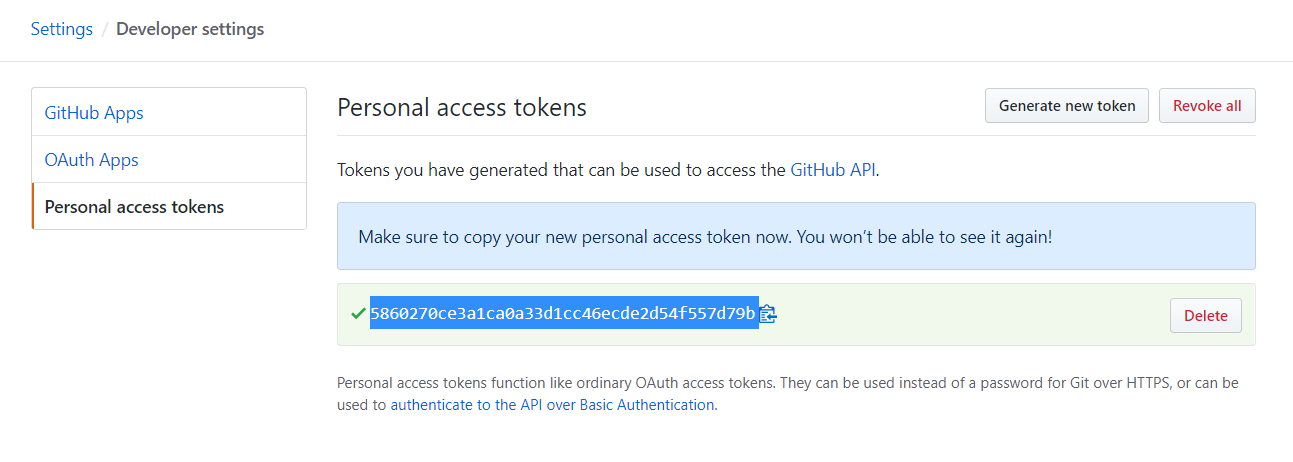 Settings / Developer settings
GitHub Apps
OAuth Apps
Personal access tokens
Personal access tokens
Generate new token
Revoke all
Tokens you have generated that can be used to access the GitHub API.
Make sure to copy your new personal access token now. You won't be able to see it again!
5860270ce3a1ca0a33d1cc46ecde2d54f557d79b
Delete
Personal access tokens function like ordinary OAuth access tokens. They can be used instead of a password for Git over HTTPS, or can be
used to authenticate to the API over Basic Authentication.